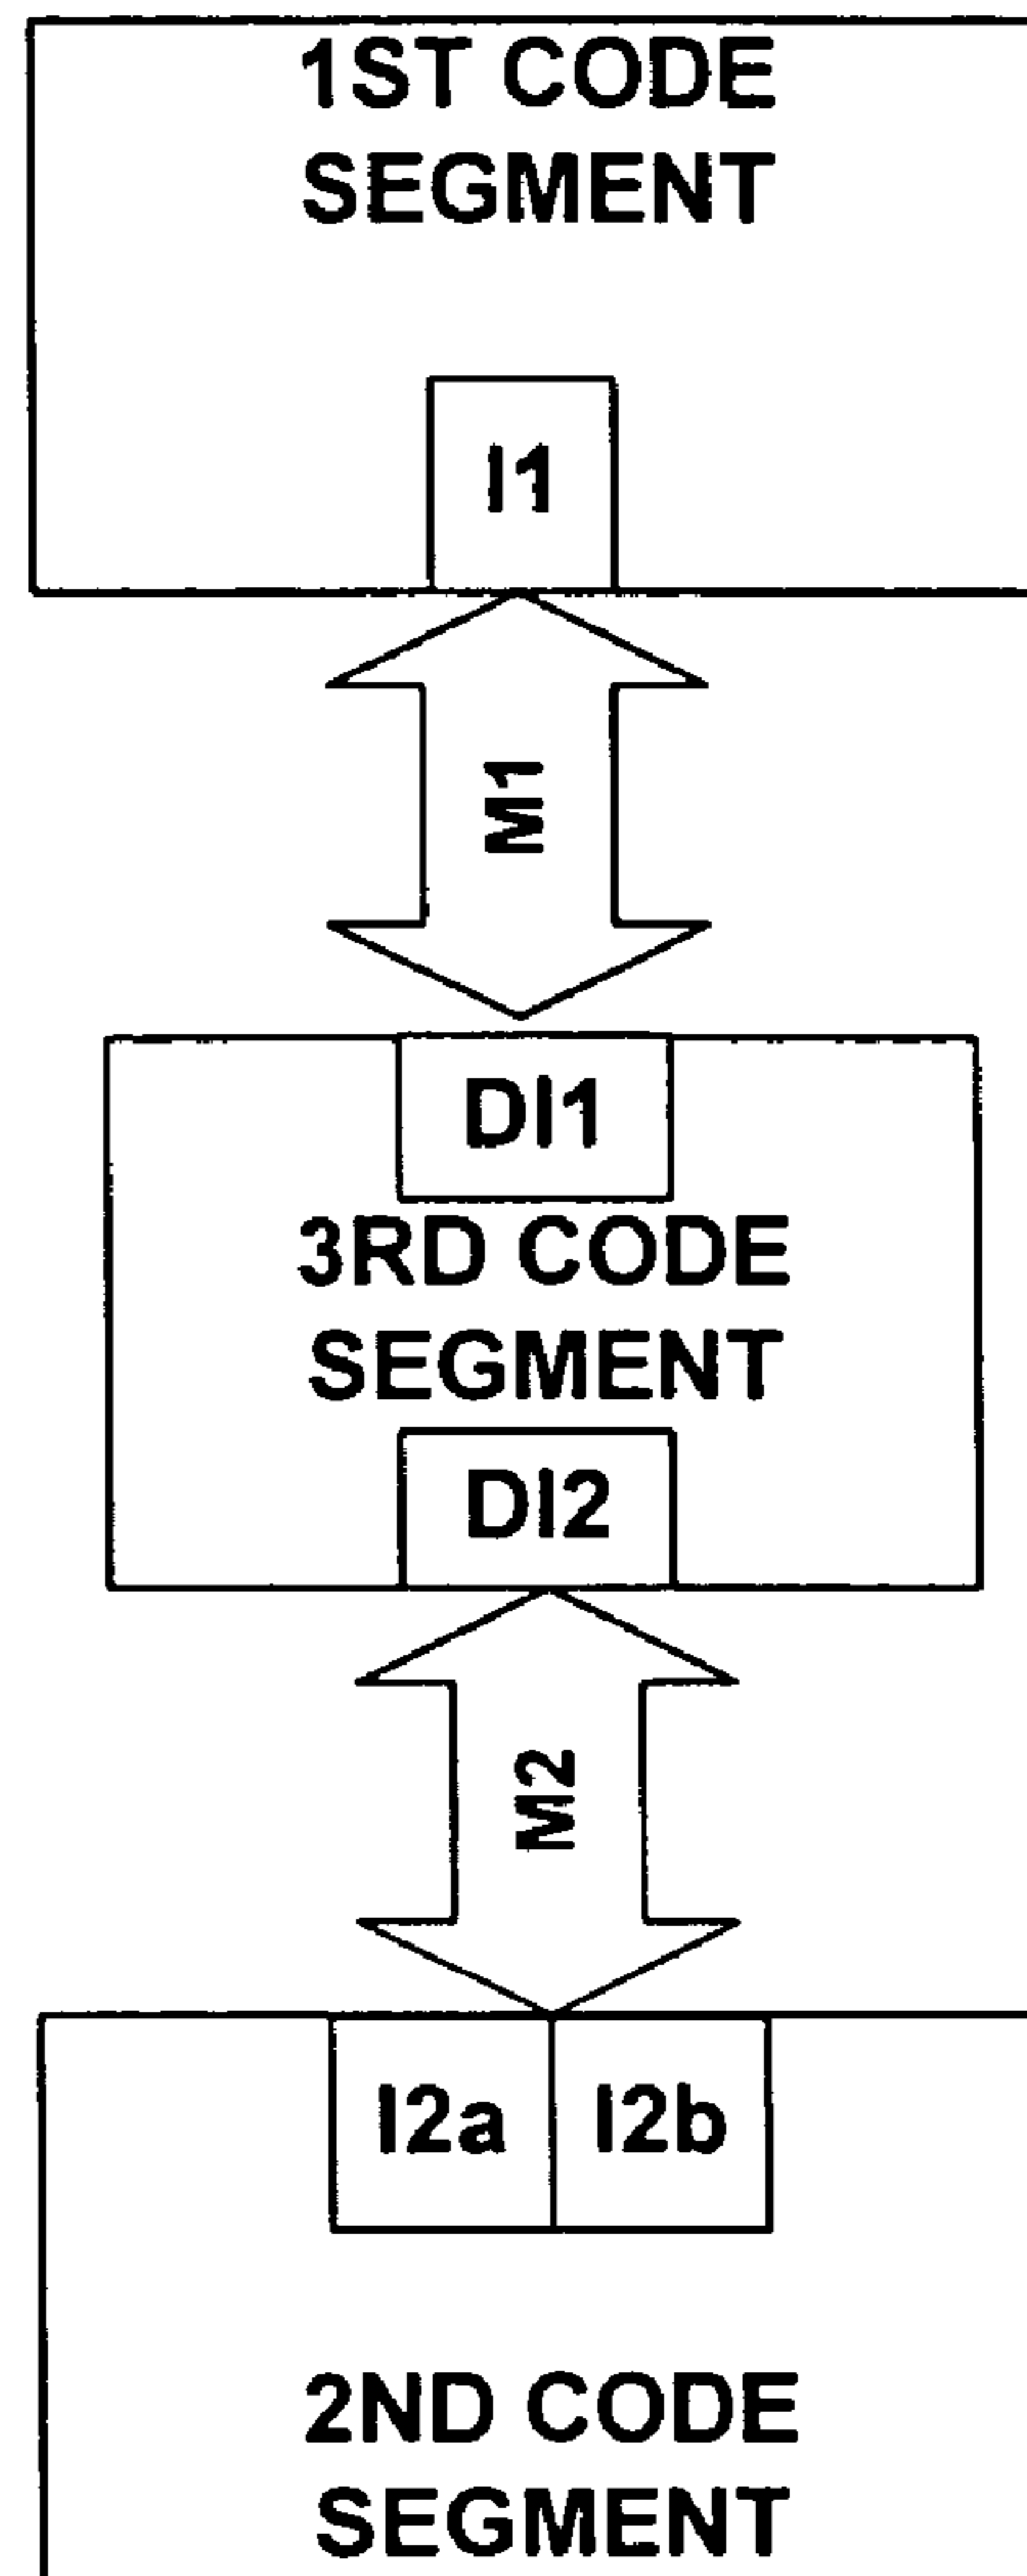 1ST CODE
SEGMENT
I1
M1
DI1
3RD CODE
SEGMENT
DI2
M2
I2a I2b
2ND CODE
SEGMENT